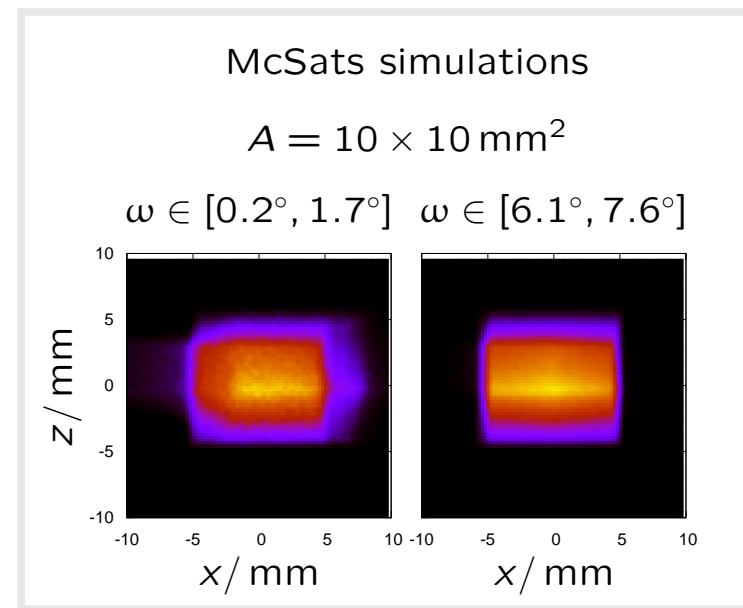 McSats simulations
A = 10 × 10 mm²
ω ∈ [0.2°, 1.7°] ω ∈ [6.1°, 7.6°]
10
5
0
-5
-10
z/ mm
-10 -5 0 5 10 -10 -5 0 5 10
x/ mm x/ mm